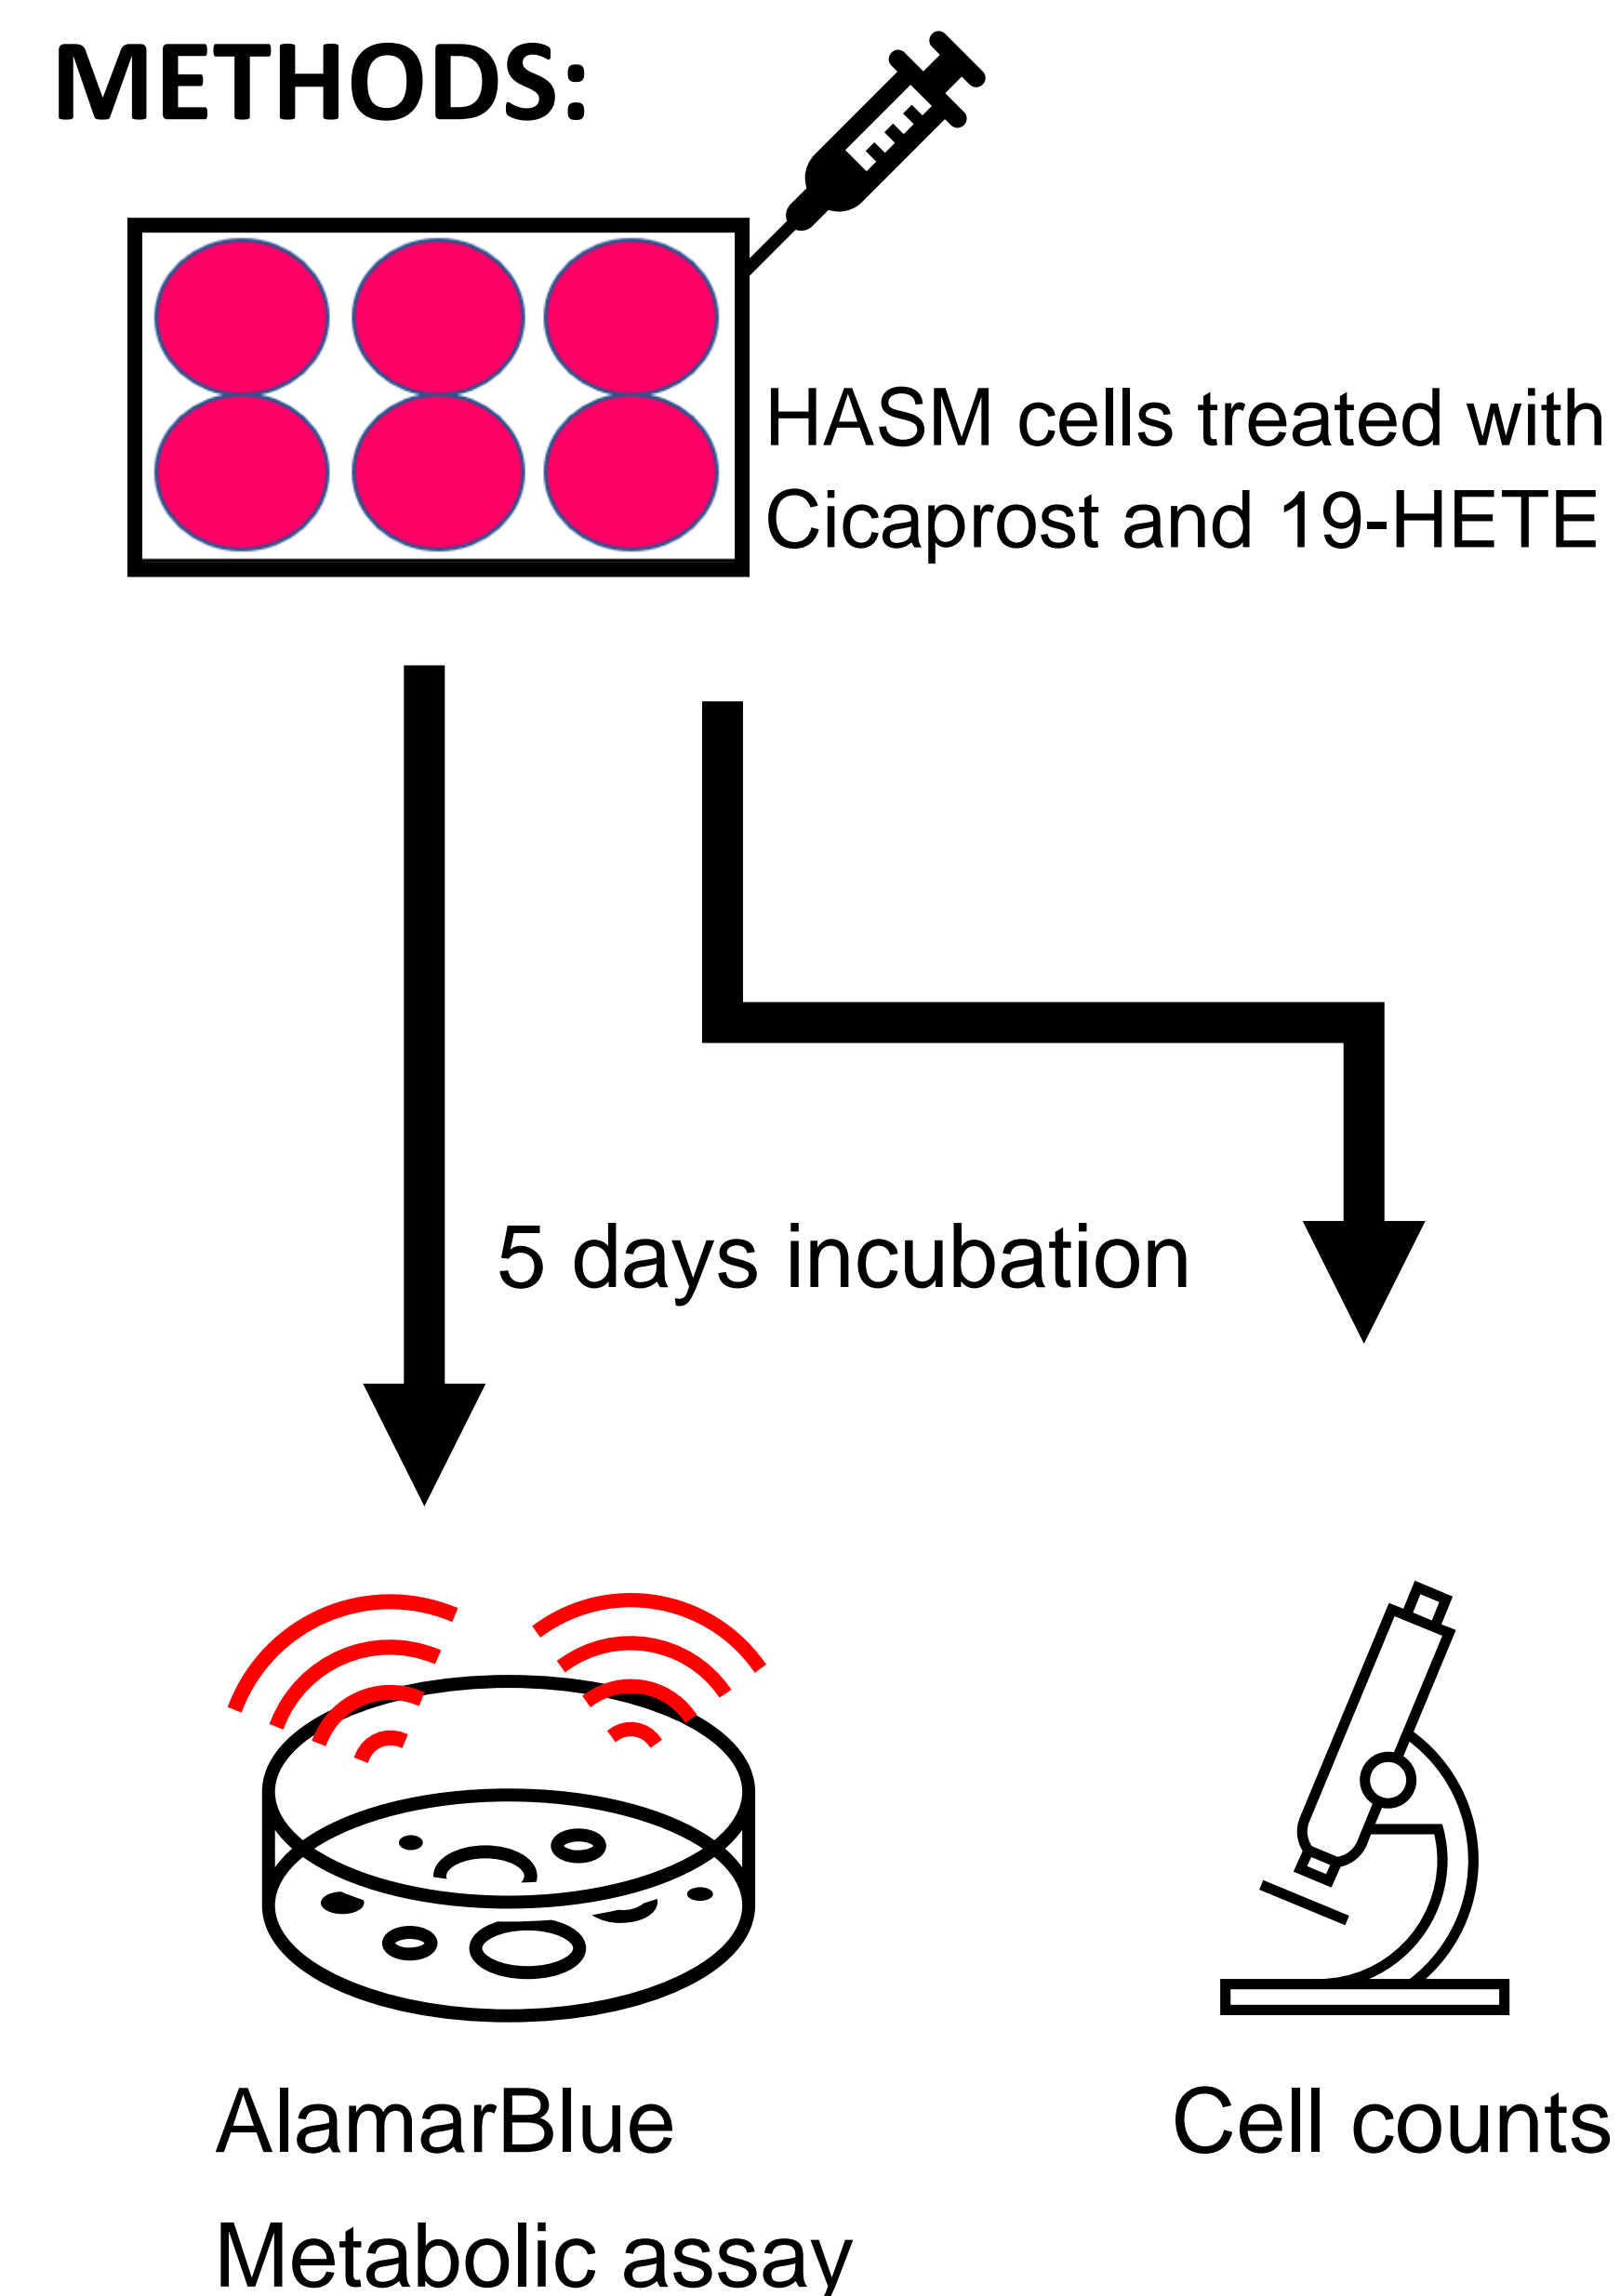 METHODS:
HASM cells treated with
Cicaprost and 19-HETE
5 days incubation
AlamarBlue
Metabolic assay
Cell counts